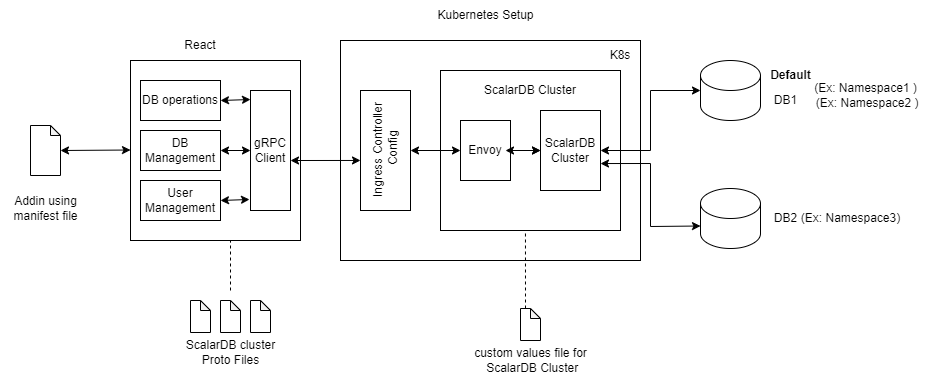 Kubernetes Setup
React
K8s
DB operations
DB
Management
User
Management
gRPC
Client
Ingress Controller
Config
ScalarDB Cluster
Envoy
ScalarDB
Cluster
Default
(Ex: Namespace1 )
DB1
(Ex: Namespace2 )
DB2 (Ex: Namespace3)
Addin using
manifest file
ScalarDB cluster
Proto Files
custom values file for
ScalarDB Cluster